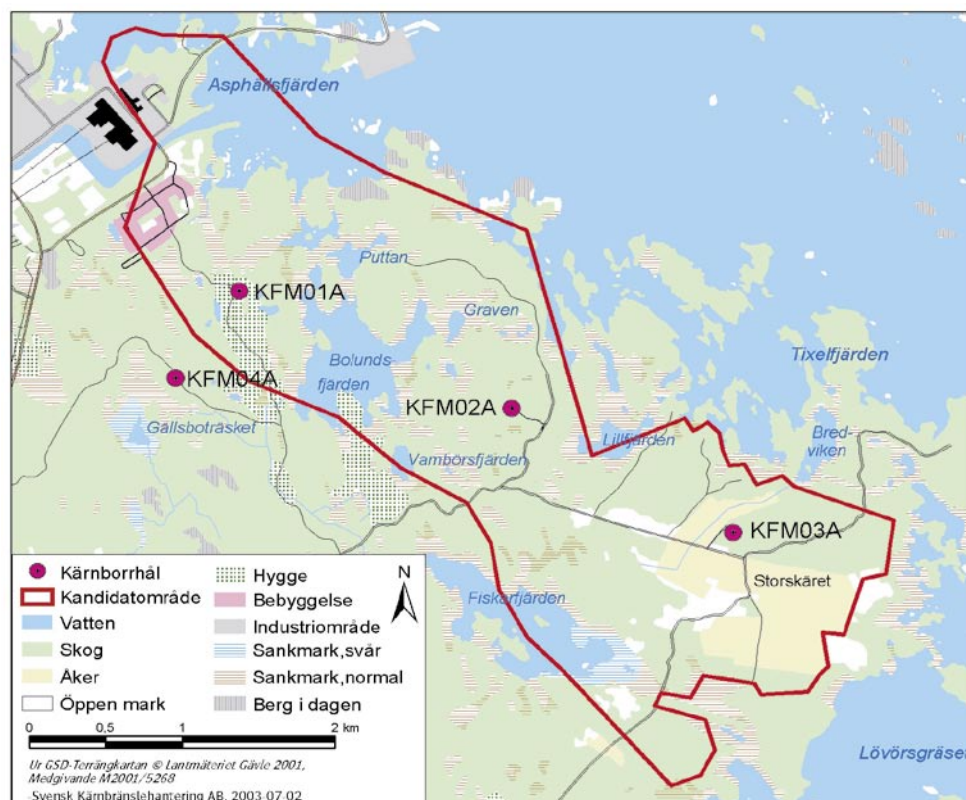 Asphällsfjärden
Puttan
KFM01A
Graven
Bolunds-
fjärden
Tixelfjärden
KFM04A
KFM02A
Gällsboträsket
Lillfjärden
Bred-
viken
Vambörsfjärden
KFM03A
Storskäret
Fiskarfjärden
Lövörsgräset
Kärnborrhål
Kandidatområde
Vatten
Skog
Åker
Öppen mark
Hygge
Bebyggelse
Industriområde
Sankmark,svår
Sankmark,normal
Berg i dagen
N
0 0,5 1 2 km
Ur GSD-Terrängkartan © Lantmäteriet Gävle 2001,
Medgivande M2001/5268
Svensk Kärnbränslehantering AB, 2003-07-02